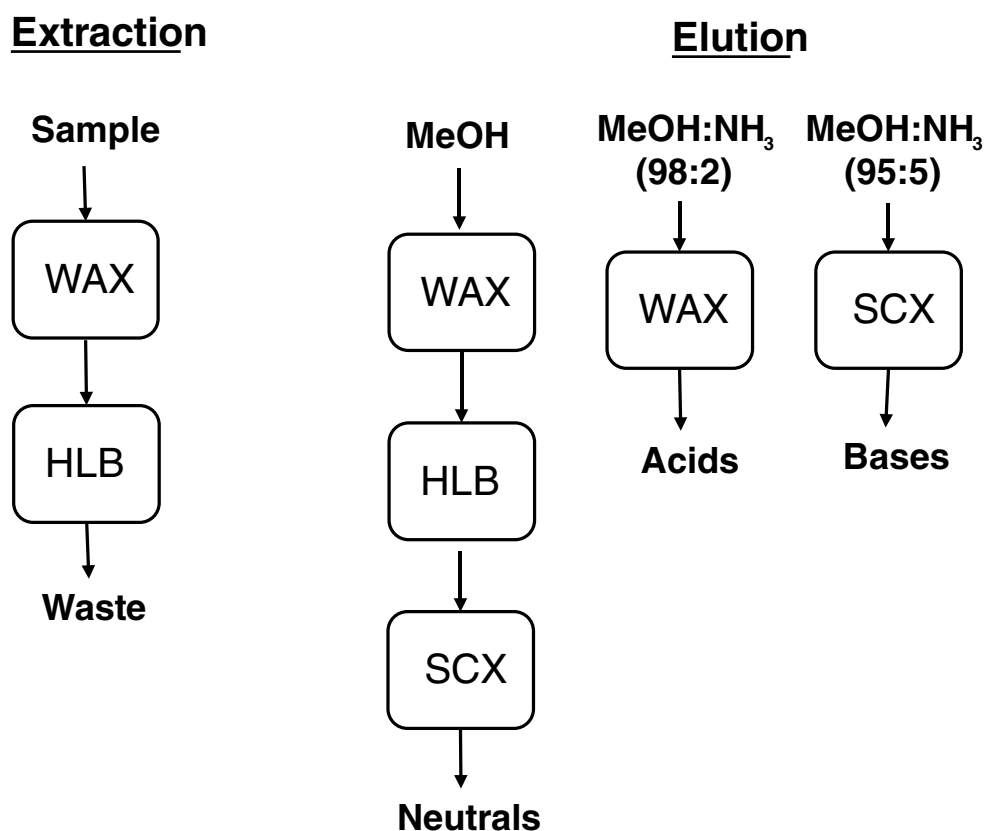 Extraction
Sample
WAX
HLB
Waste
Elution
MeOH
WAX
HLB
SCX
Neutrals
MeOH:NH₃
(98:2)
WAX
Acids
MeOH:NH₃
(95:5)
SCX
Bases